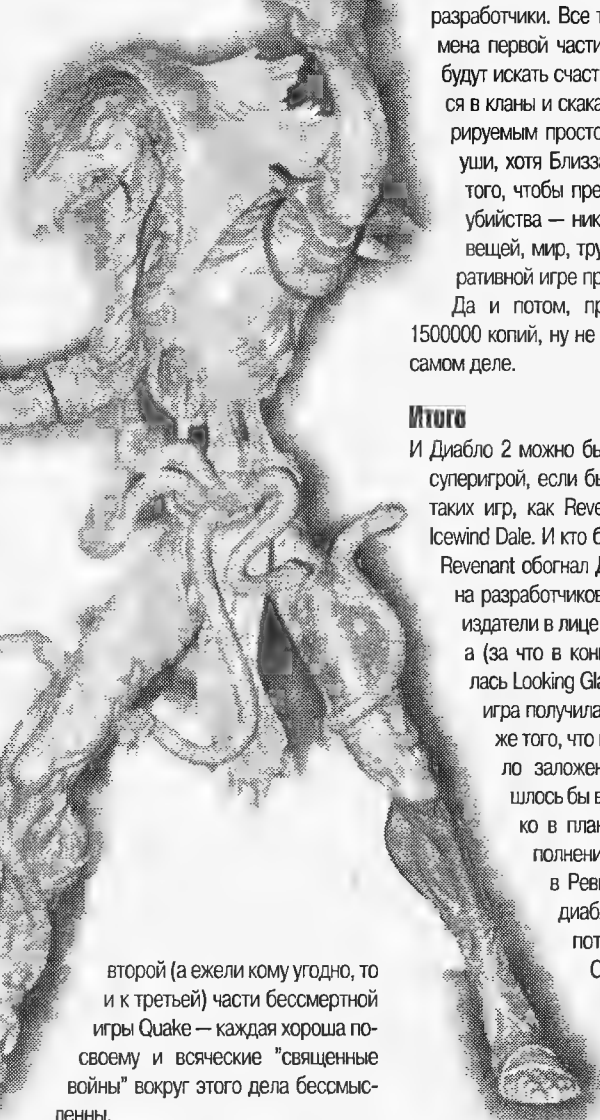 второй (а ежели кому угодно, то
и к третьей) части бессмертной
игры Quake — каждая хороша по-
своему и всяческие "священные
войны" вокруг этого дела бессмыс-
ленны.
разработчики. Все т
мена первой части
будут искать счаст
ся в кланы и скака
рируемым просто
уши, хотя Близза
того, чтобы пре
убийства — ник
вещей, мир, тру
ративной игре пр
Да и потом, пр
1500000 копий, ну не
самом деле.
Итого
И Диабло 2 можно бы
суперигрой, если бы
таких игр, как Reve
Icewind Dale. И кто б
Revenant обогнал Д
на разработчиков
издатели в лице
а (за что в кон
лась Looking Gla
игра получила
же того, что
ло заложен
шлось бы в
ко в план
полнени
в Рев
диаб
пот
С